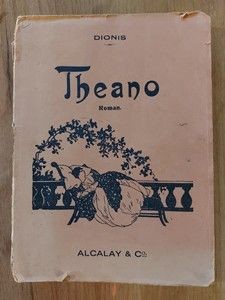 DIONIS
Theano
Roman.
ALCALAY & Co.